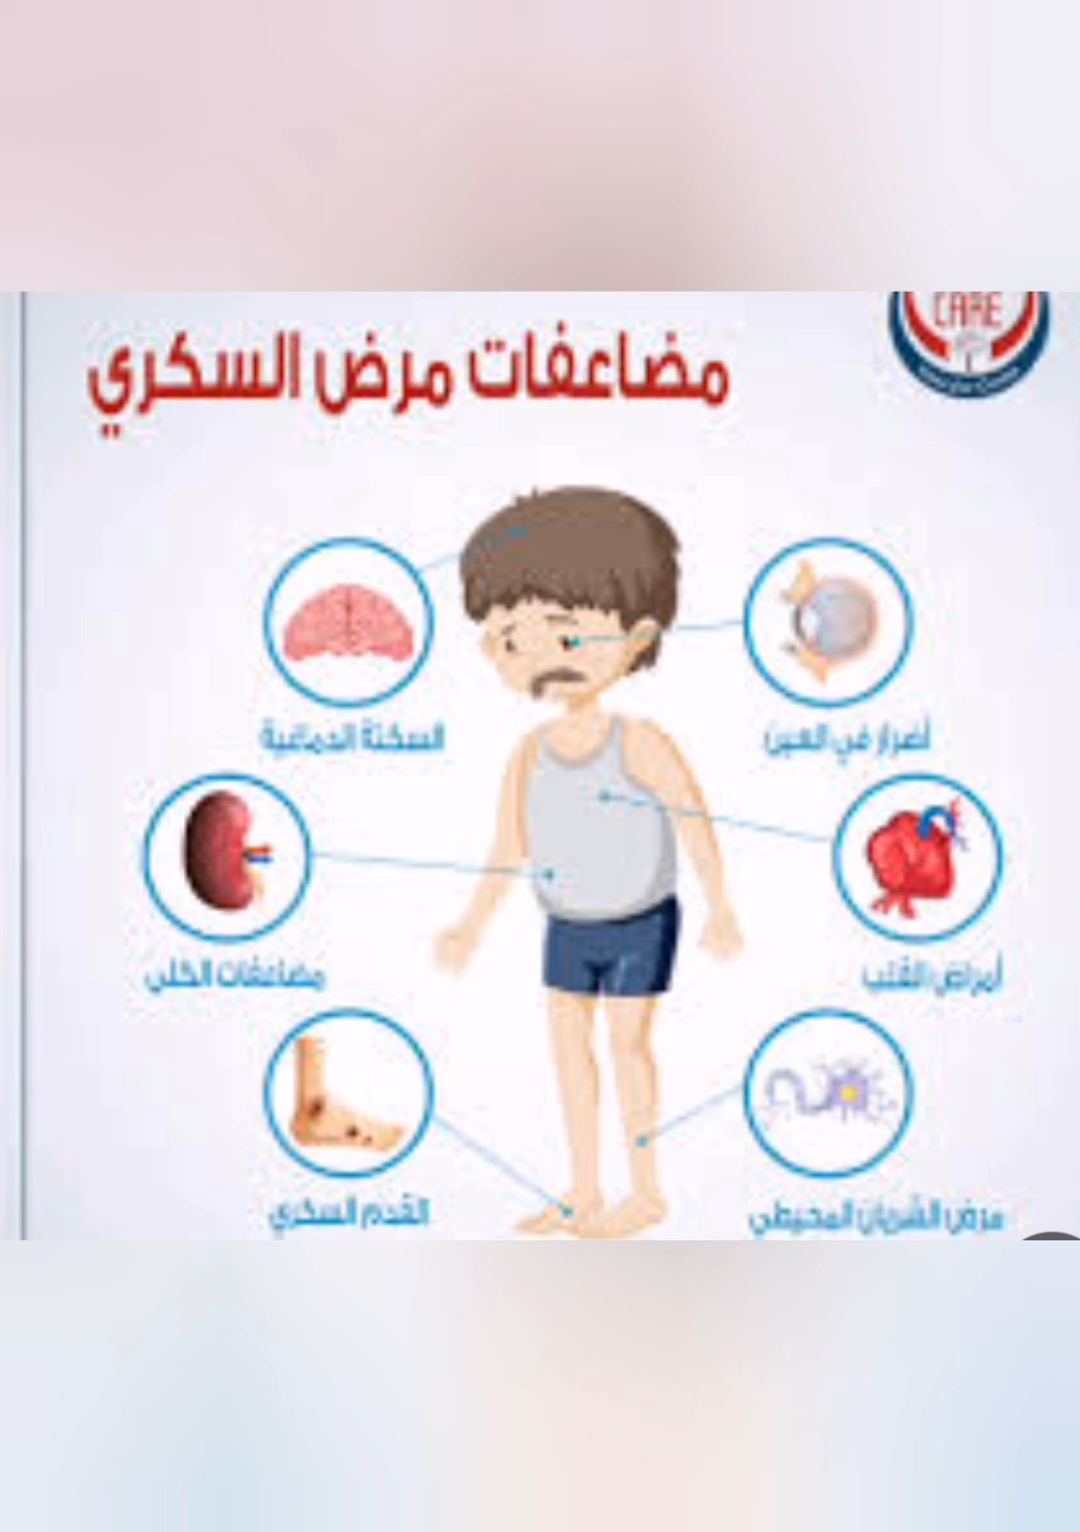 CARE
مضاعفات مرض السكري
أضرار في العين
السكتة الدماغية
أمراض القلب
مضاعفات الكلى
مرض الشريان المحيطي
القدم السكري